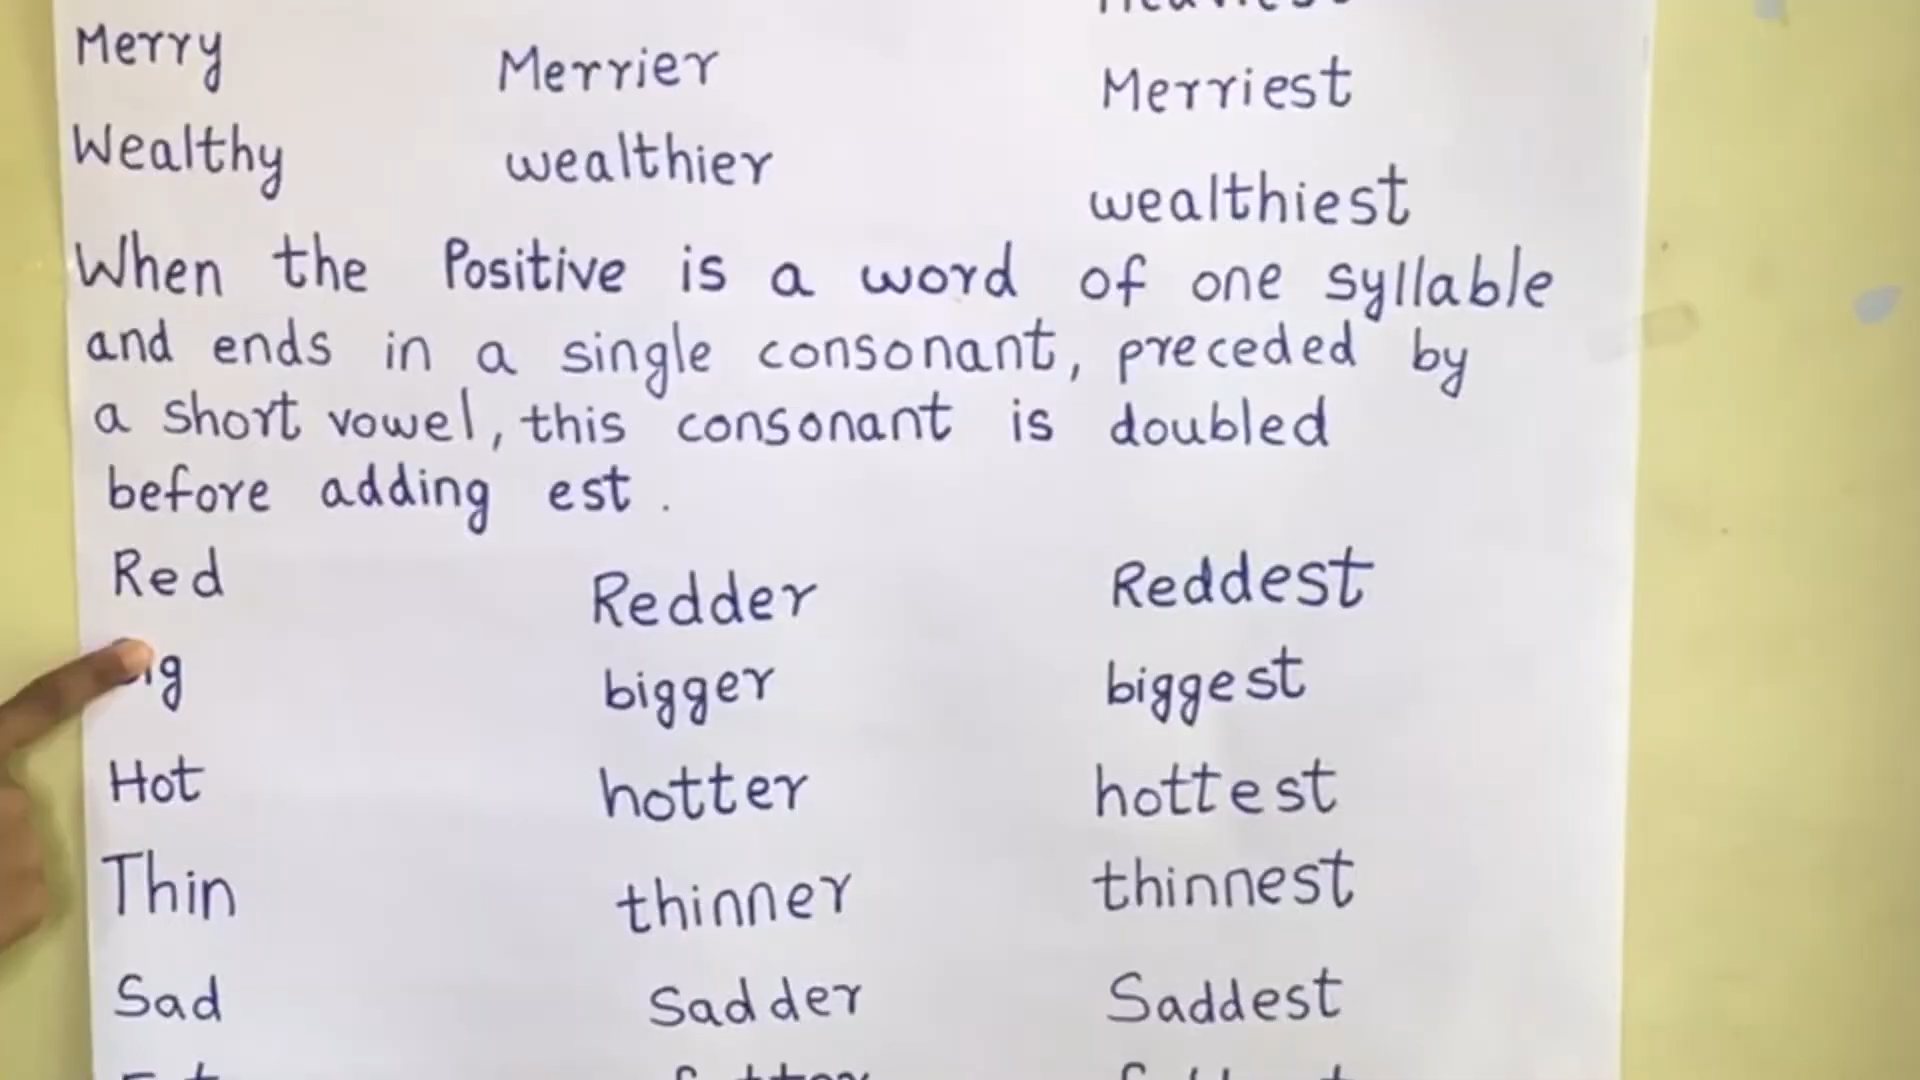 Merry Merrier Merriest
Wealthy wealthier wealthiest
When the Positive is a word of one syllable
and ends in a single consonant, preceded by
a short vowel, this consonant is doubled
before adding est .
Red Redder Reddest
bigger biggest
Hot hotter hottest
Thin thinner thinnest
Sad Sadder Saddest